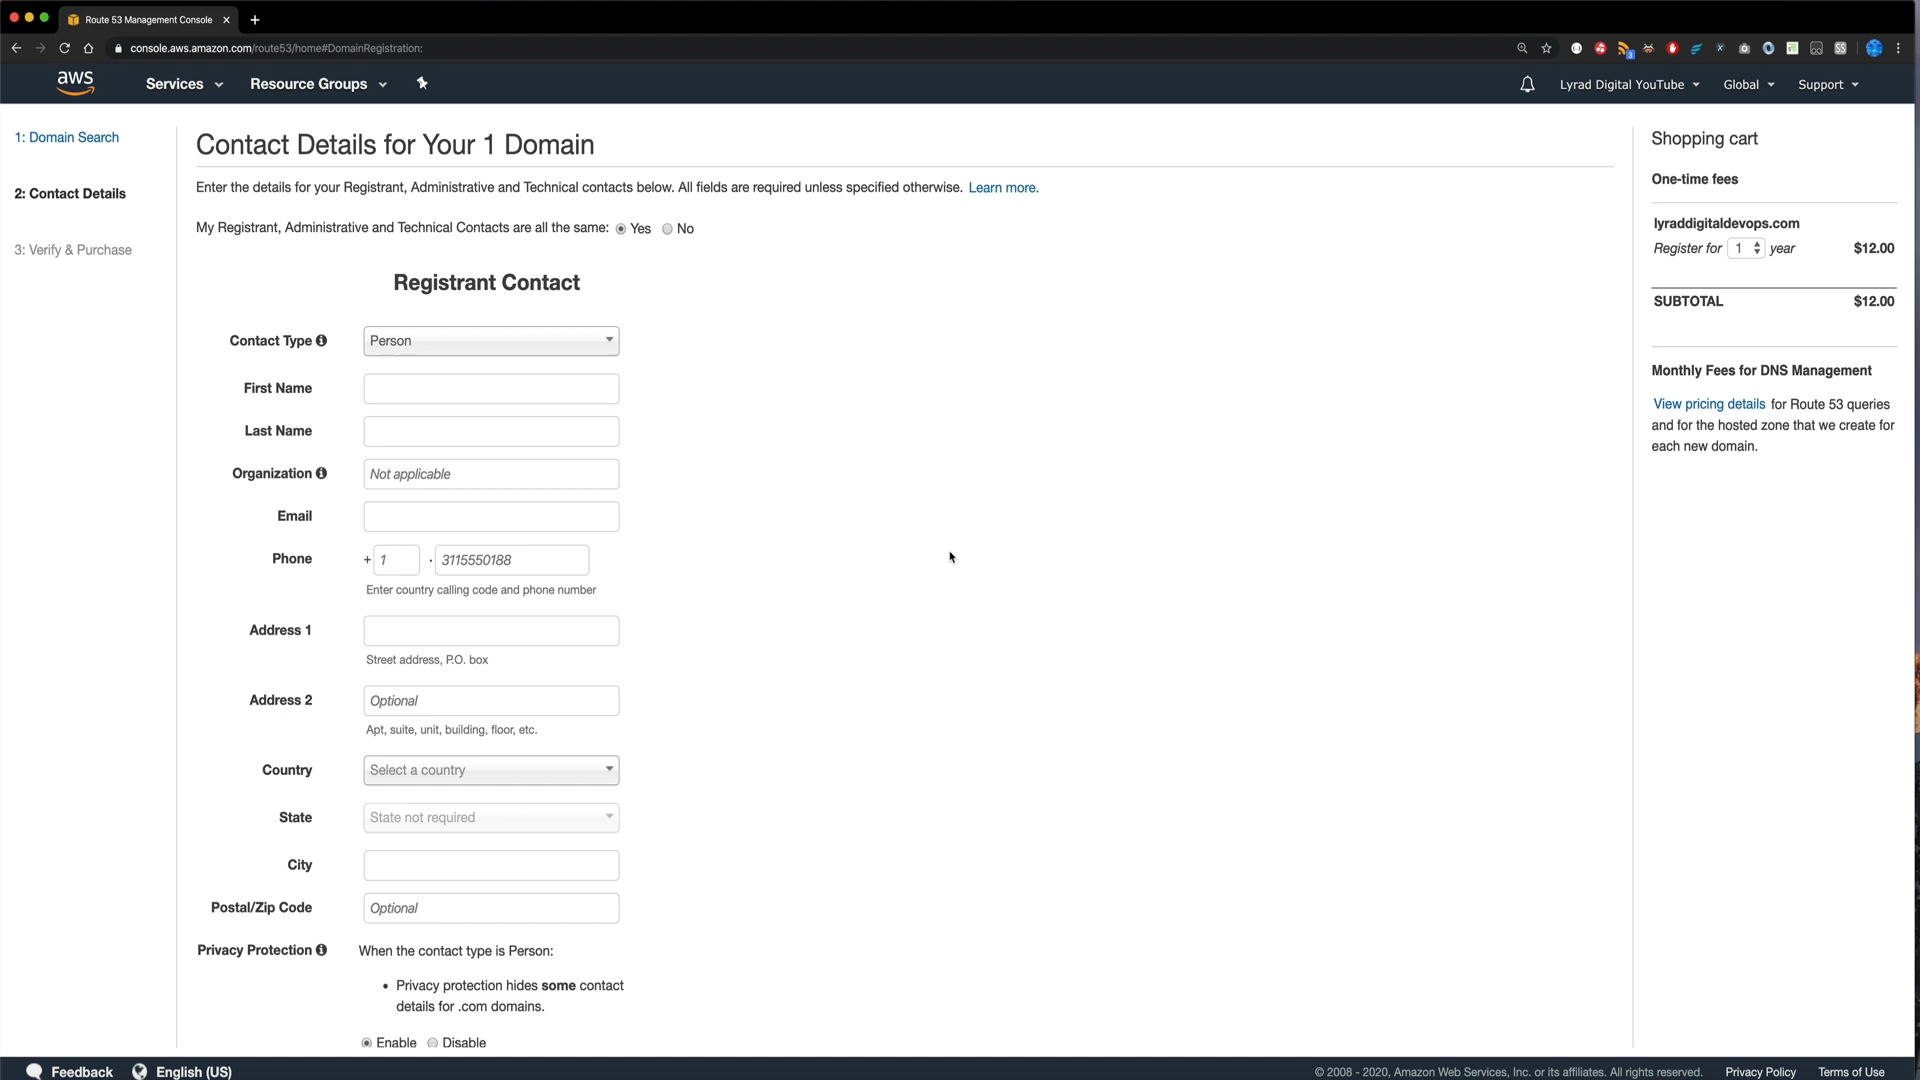 Route 53 Management Console
console.aws.amazon.com/route53/home#DomainRegistration:
3
SS
aws
Services
Resource Groups
Lyrad Digital YouTube
Global
Support
1: Domain Search
2: Contact Details
3: Verify & Purchase
Contact Details for Your 1 Domain
Enter the details for your Registrant, Administrative and Technical contacts below. All fields are required unless specified otherwise. Learn more.
My Registrant, Administrative and Technical Contacts are all the same: Yes No
Registrant Contact
Contact Type
Person
First Name
Last Name
Organization
Not applicable
Email
Phone
+ 1 · 3115550188
Enter country calling code and phone number
Address 1
Street address, P.O. box
Address 2
Optional
Apt, suite, unit, building, floor, etc.
Country
Select a country
State
State not required
City
Postal/Zip Code
Optional
Privacy Protection
When the contact type is Person:
• Privacy protection hides some contact
details for .com domains.
Enable Disable
Shopping cart
One-time fees
lyraddigitaldevops.com
Register for 1 year $12.00
SUBTOTAL $12.00
Monthly Fees for DNS Management
View pricing details for Route 53 queries
and for the hosted zone that we create for
each new domain.
Feedback
English (US)
© 2008 - 2020, Amazon Web Services, Inc. or its affiliates. All rights reserved.
Privacy Policy
Terms of Use